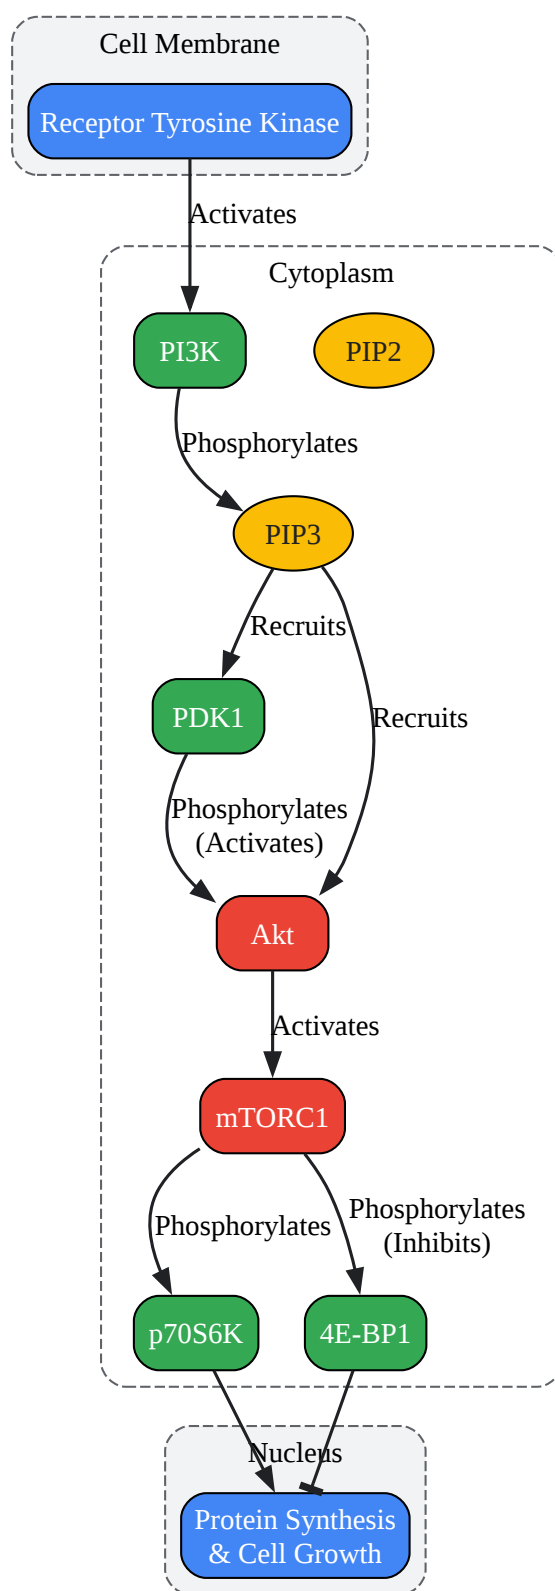 Cell Membrane
Receptor Tyrosine Kinase
Activates
Cytoplasm
PI3K
PIP2
Phosphorylates
PIP3
Recruits
PDK1
Recruits
Phosphorylates
(Activates)
Akt
Activates
mTORC1
Phosphorylates
Phosphorylates
(Inhibits)
p70S6K
4E-BP1
Nucleus
Protein Synthesis
& Cell Growth